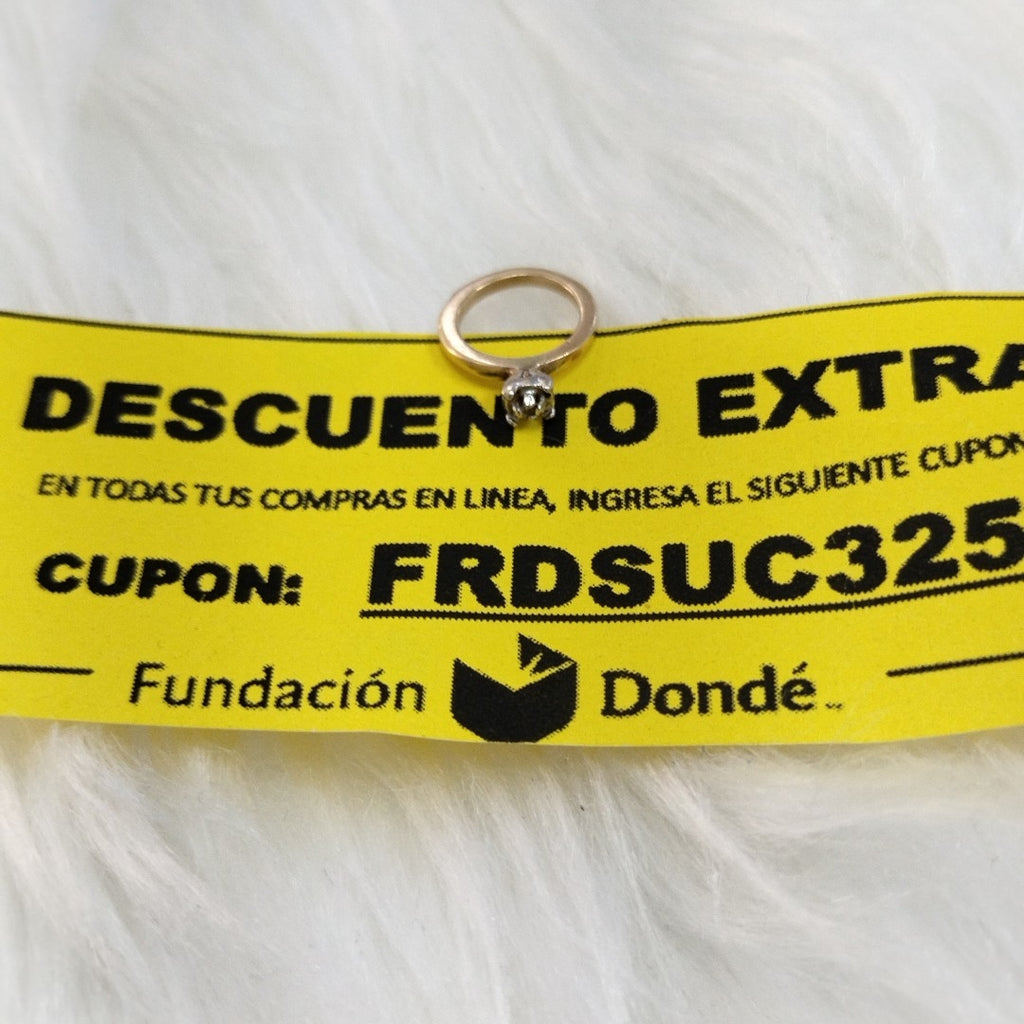 DESCUENTO EXTRA
EN TODAS TUS COMPRAS EN LINEA, INGRESA EL SIGUIENTE CUPON
CUPON: FRDSUC325
Fundación Dondé